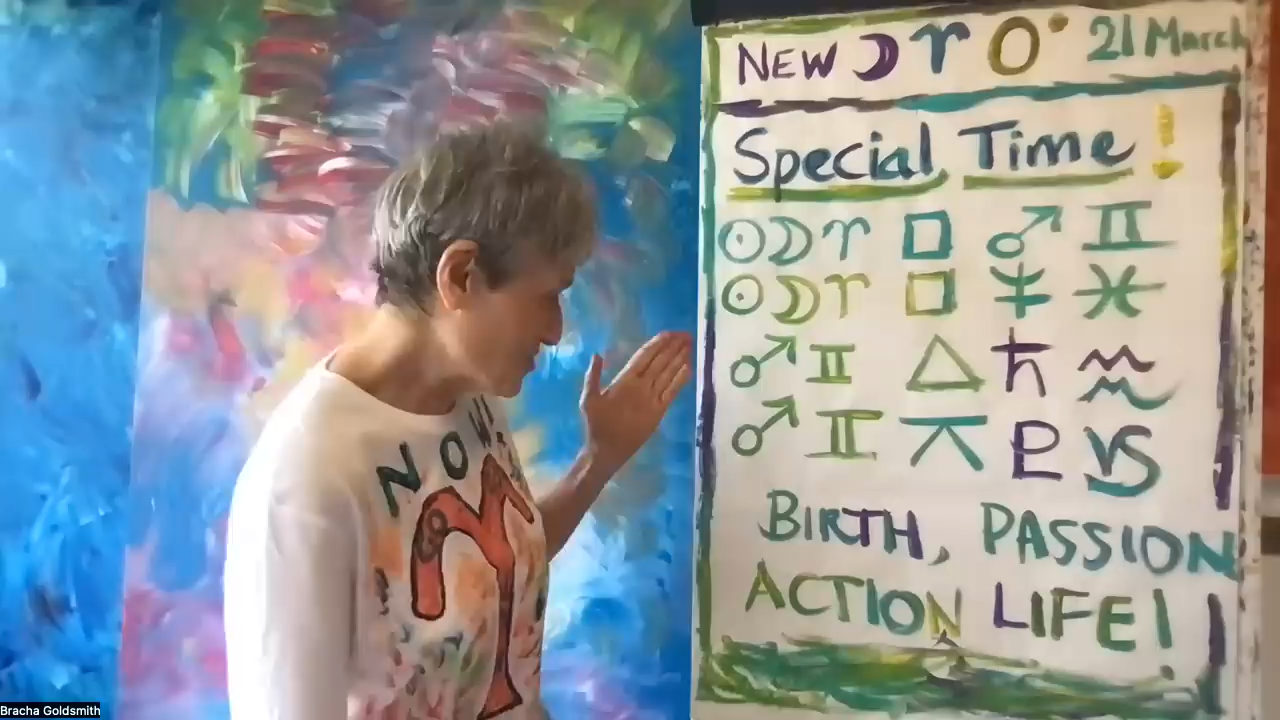 NEW ☽ ♈ 0° 21 March
Special Time!
☉☽♈ □ ♂ ♊
☉☽♈ □ ♆ ♓
♂ ♊ △ ♄ ♒
♂ ♊ ⚻ ♇ ♑
BIRTH, PASSION
ACTION LIFE!
NOW!
♈
Bracha Goldsmith